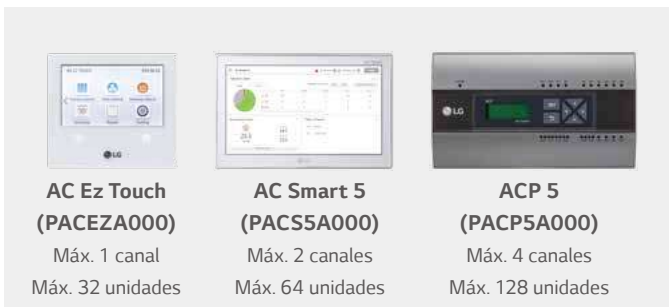 AC Ez Touch
(PACEZA000)
Máx. 1 canal
Máx. 32 unidades
AC Smart 5
(PACS5A000)
Máx. 2 canales
Máx. 64 unidades
LG
ACP 5
(PACP5A000)
Máx. 4 canales
Máx. 128 unidades